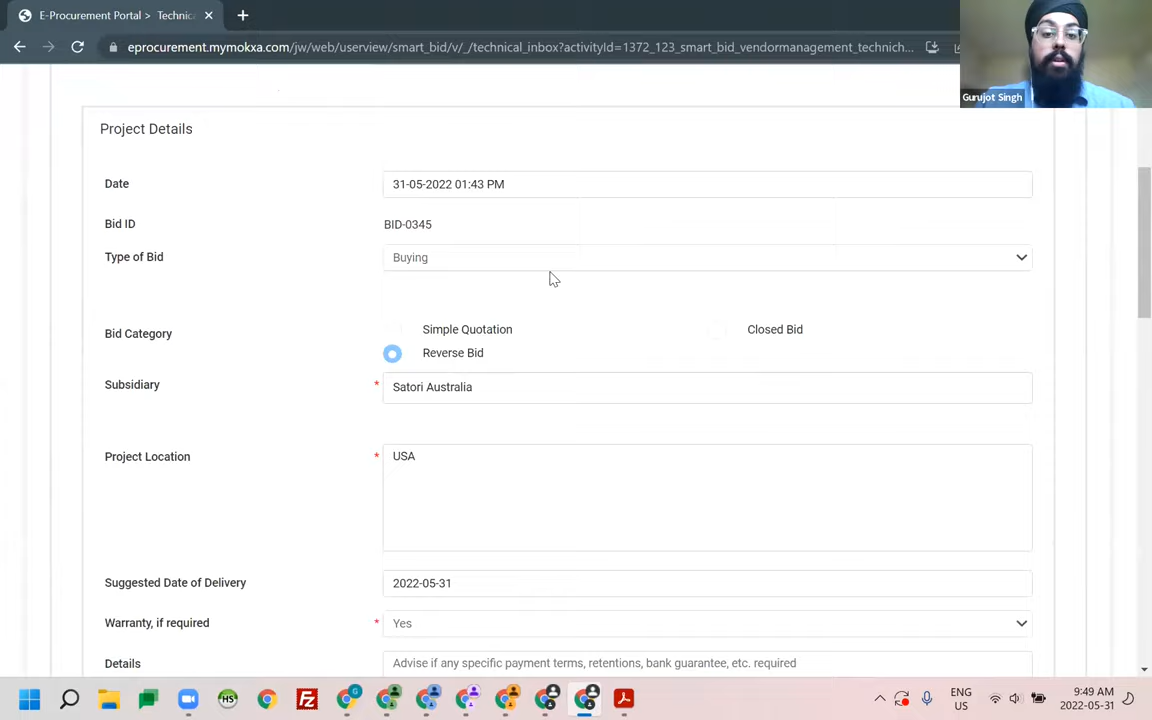 E-Procurement Portal > Technica
eprocurement.mymokxa.com/jw/web/userview/smart_bid/v/_/technical_inbox?activityId=1372_123_smart_bid_vendormanagement_technich...
Gurujot Singh
Project Details
Date
31-05-2022 01:43 PM
Bid ID
BID-0345
Type of Bid
Buying
Bid Category
Simple Quotation
Closed Bid
Reverse Bid
Subsidiary
*
Satori Australia
Project Location
*
USA
Suggested Date of Delivery
2022-05-31
Warranty, if required
*
Yes
Details
Advise if any specific payment terms, retentions, bank guarantee, etc. required
HS
G
ENG
US
9:49 AM
2022-05-31